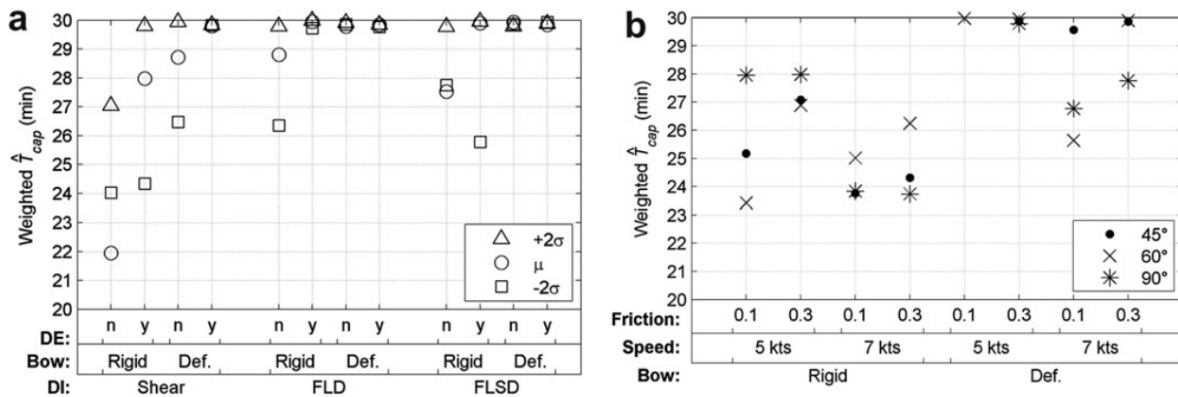 a
Weighted T̂cap (min)
30
29
28
27
26
25
24
23
22
21
20
+2σ
μ
-2σ
DE: n y n y n y n y n y n y
Bow: Rigid Def. Rigid Def. Rigid Def.
DI: Shear FLD FLSD
b
Weighted T̂cap (min)
30
29
28
27
26
25
24
23
22
21
20
45°
60°
90°
Friction: 0.1 0.3 0.1 0.3 0.1 0.3 0.1 0.3
Speed: 5 kts 7 kts 5 kts 7 kts
Bow: Rigid Def.